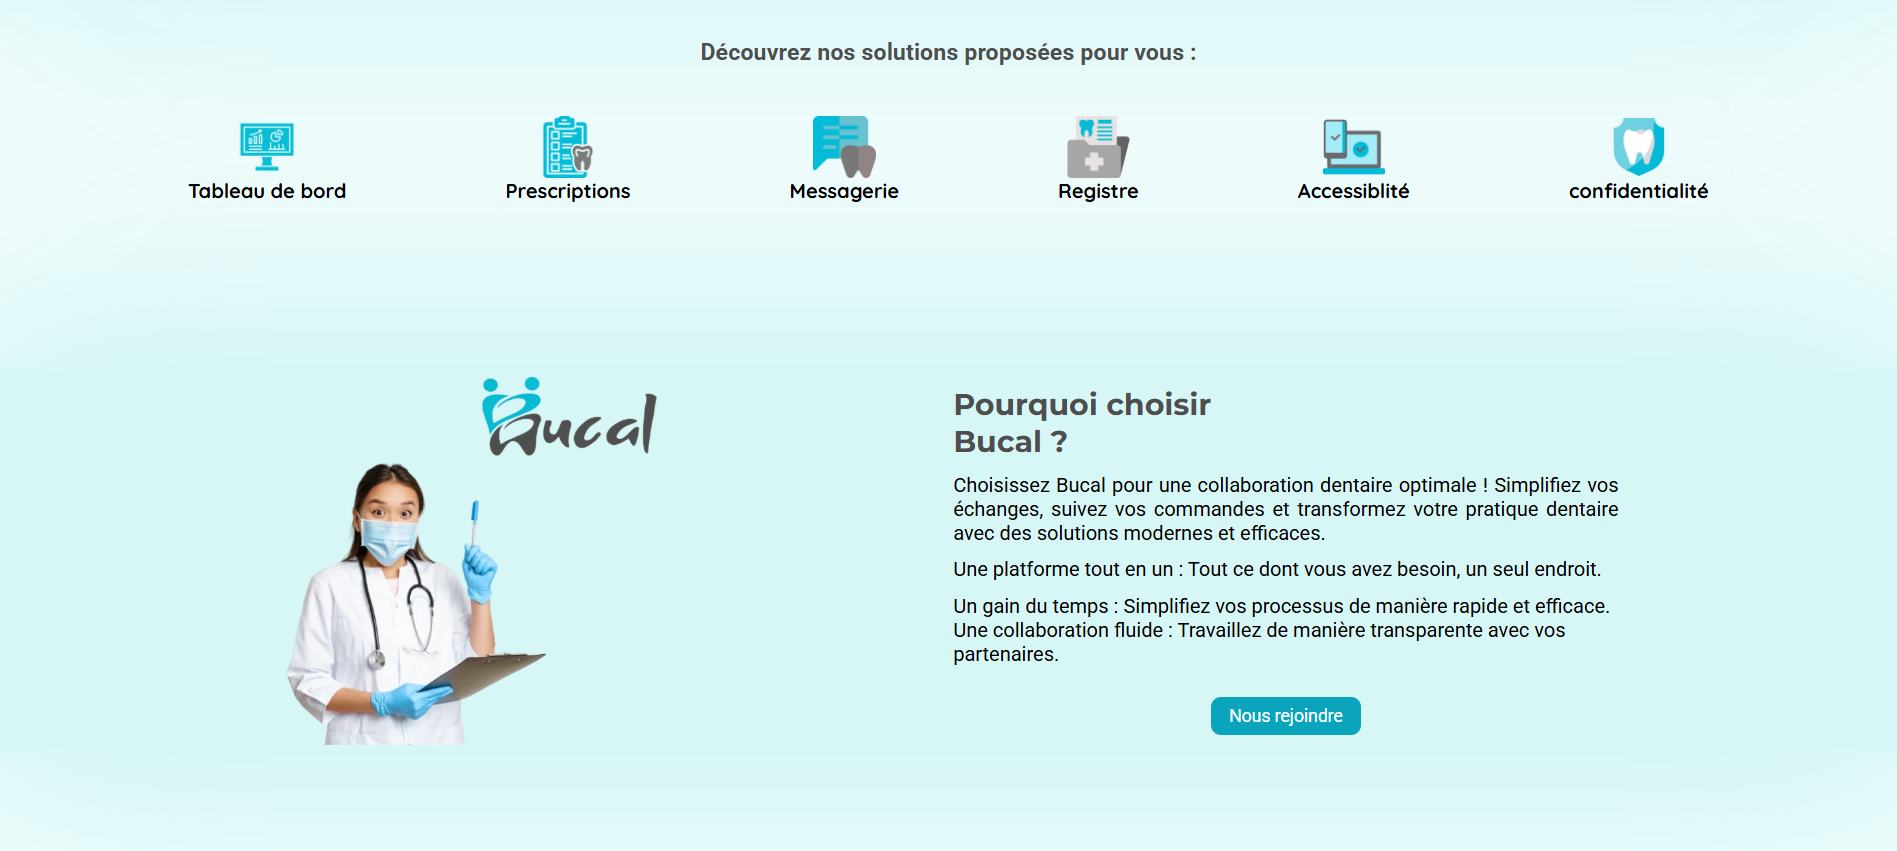 Découvrez nos solutions proposées pour vous :
Tableau de bord
Prescriptions
Messagerie
Registre
Accessiblité
confidentialité
Bucal
Pourquoi choisir
Bucal ?
Choisissez Bucal pour une collaboration dentaire optimale ! Simplifiez vos
échanges, suivez vos commandes et transformez votre pratique dentaire
avec des solutions modernes et efficaces.
Une platforme tout en un : Tout ce dont vous avez besoin, un seul endroit.
Un gain du temps : Simplifiez vos processus de manière rapide et efficace.
Une collaboration fluide : Travaillez de manière transparente avec vos
partenaires.
Nous rejoindre